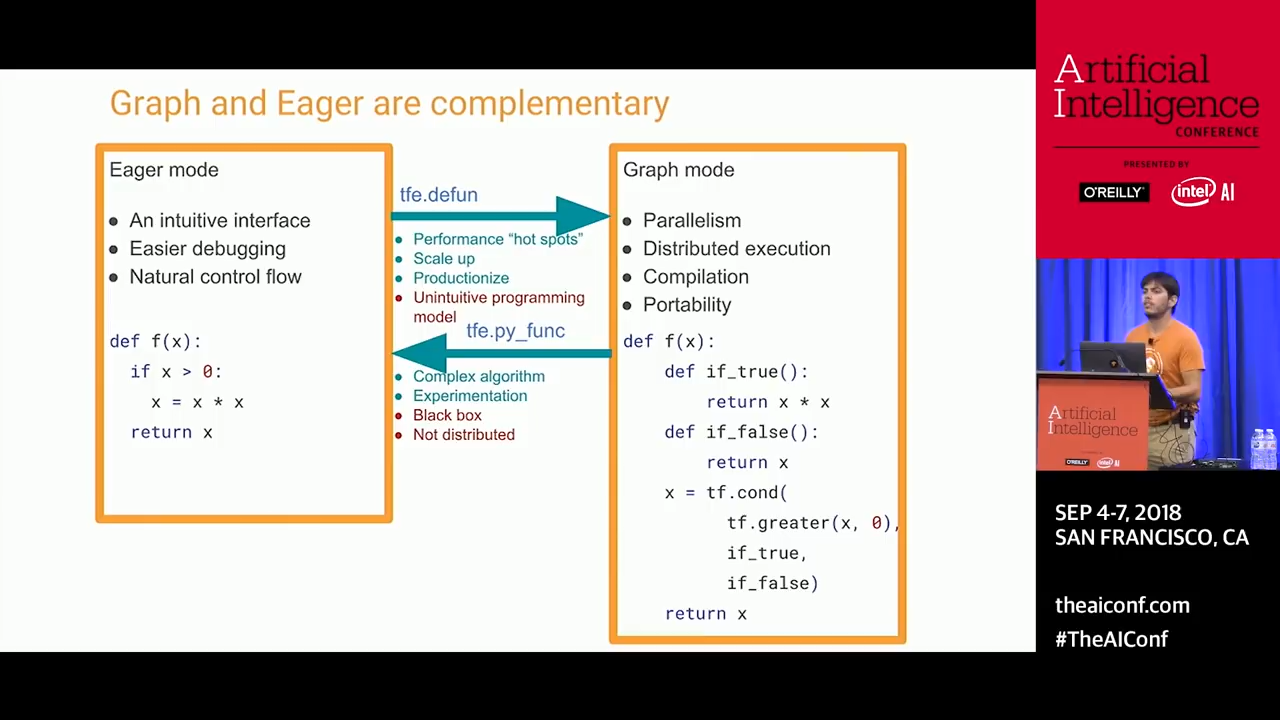 Graph and Eager are complementary
Eager mode
● An intuitive interface
● Easier debugging
● Natural control flow
def f(x):
if x > 0:
x = x * x
return x
tfe.defun
● Performance “hot spots”
● Scale up
● Productionize
● Unintuitive programming
model
tfe.py_func
● Complex algorithm
● Experimentation
● Black box
● Not distributed
Graph mode
● Parallelism
● Distributed execution
● Compilation
● Portability
def f(x):
def if_true():
return x * x
def if_false():
return x
x = tf.cond(
tf.greater(x, 0),
if_true,
if_false)
return x
Artificial
Intelligence
CONFERENCE
PRESENTED BY
O'REILLY
intel AI
Artificial
Intelligence
O'REILLY
intel AI
SEP 4-7, 2018
SAN FRANCISCO, CA
theaiconf.com
#TheAIConf